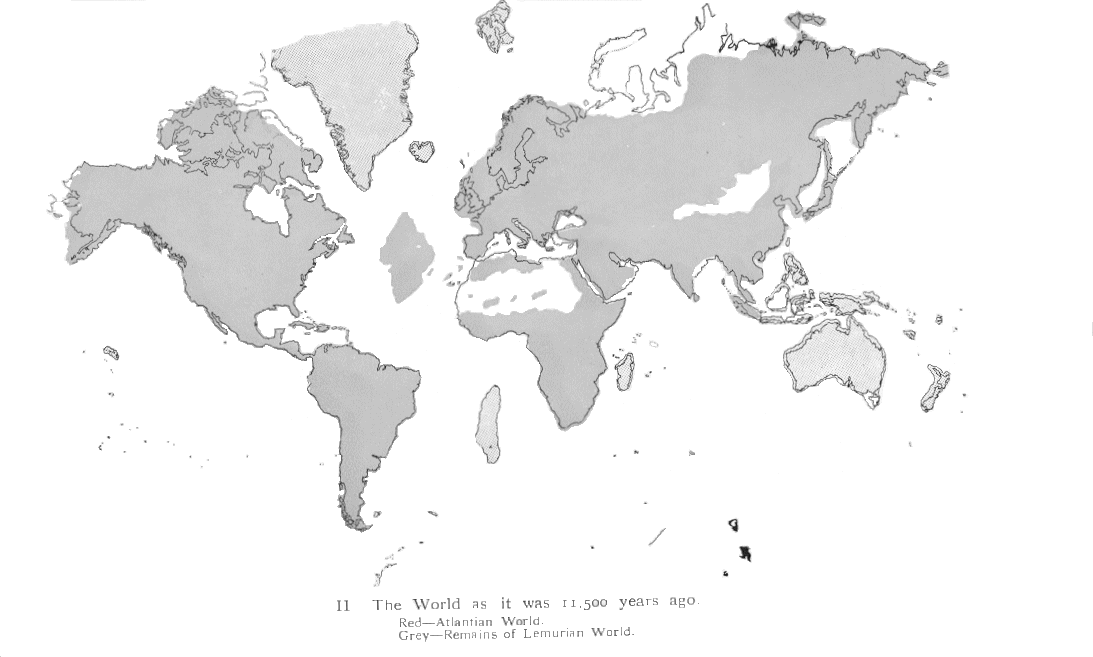 II The World as it was 11,500 years ago.
Red—Atlantian World.
Grey—Remains of Lemurian World.